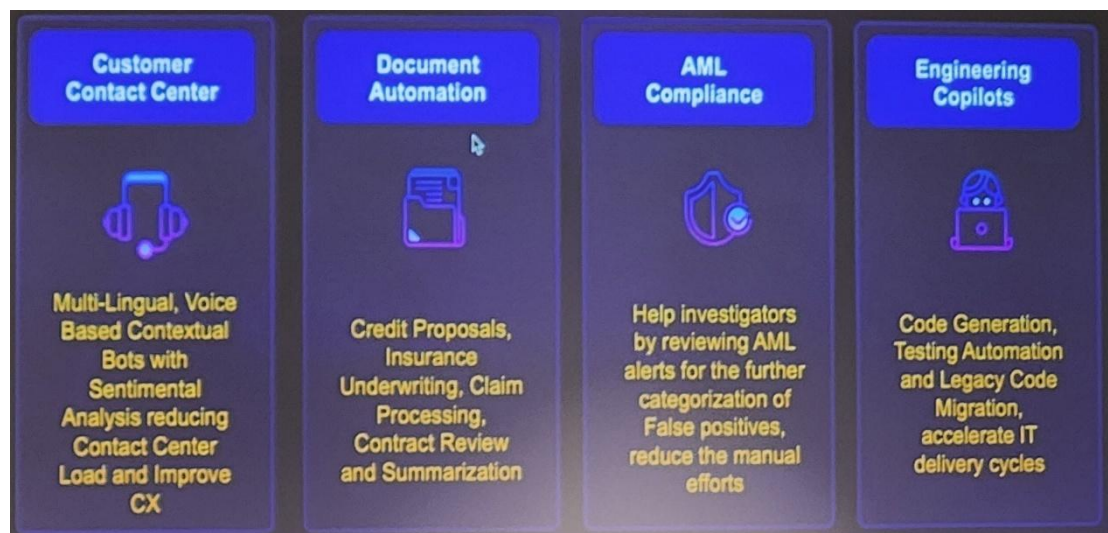 Customer
Contact Center
Multi-Lingual, Voice
Based Contextual
Bots with
Sentimental
Analysis reducing
Contact Center
Load and Improve
CX
Document
Automation
Credit Proposals,
Insurance
Underwriting, Claim
Processing,
Contract Review
and Summarization
AML
Compliance
Help investigators
by reviewing AML
alerts for the further
categorization of
False positives,
reduce the manual
efforts
Engineering
Copilots
Code Generation,
Testing Automation
and Legacy Code
Migration,
accelerate IT
delivery cycles